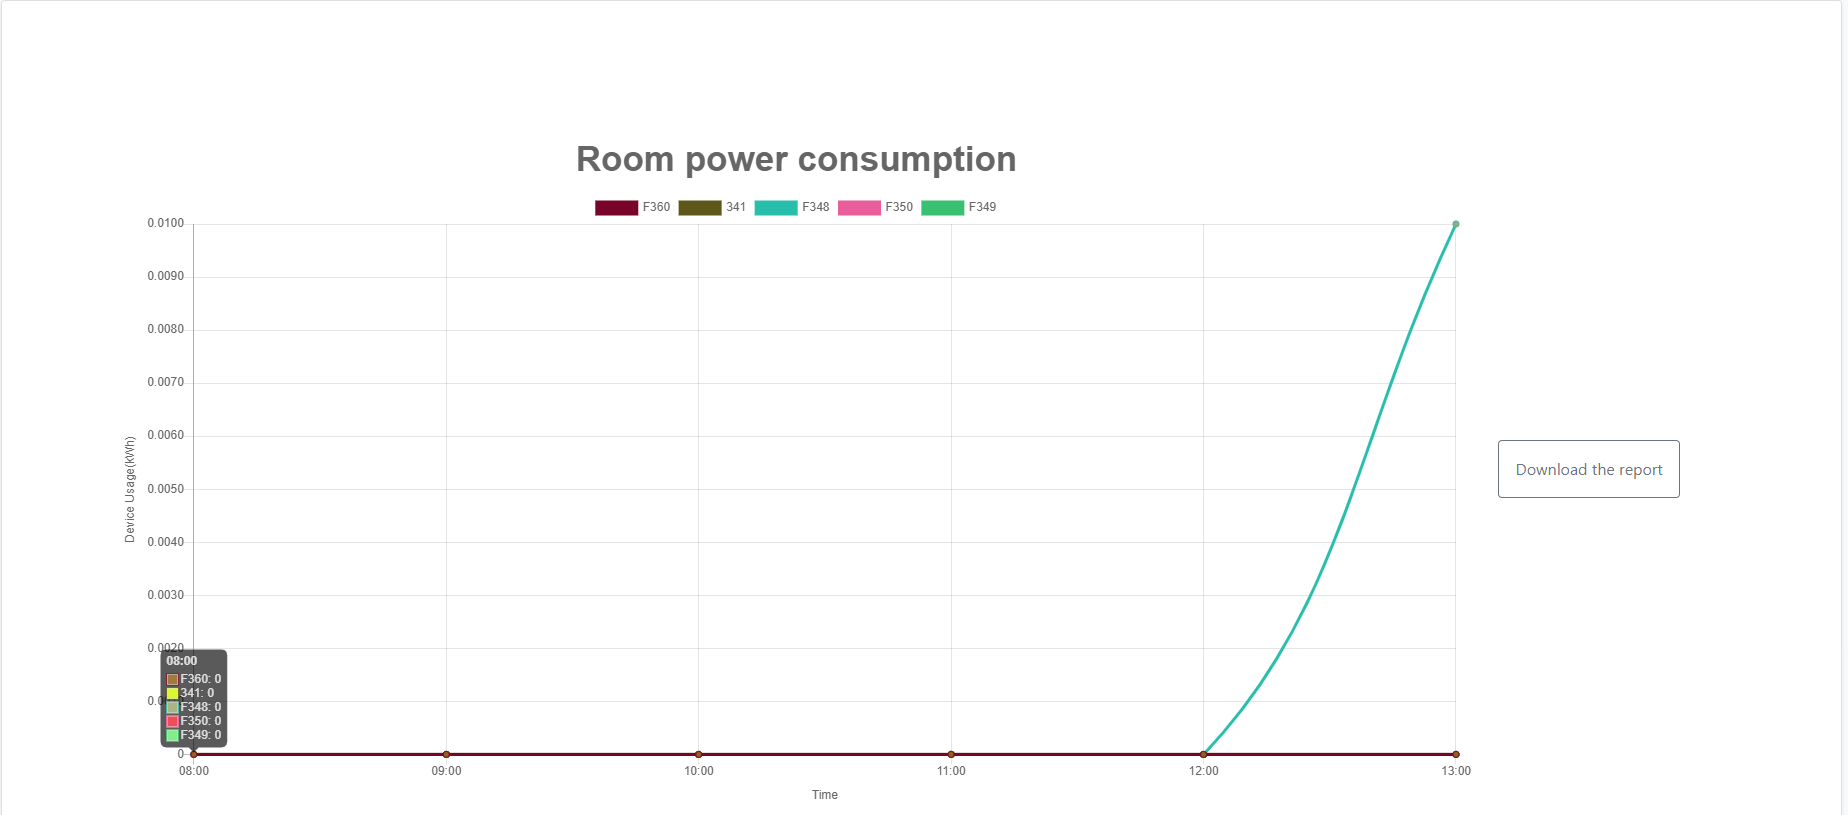 Room power consumption
F360 341 F348 F350 F349
0.0100
0.0090
0.0080
0.0070
0.0060
0.0050
0.0040
0.0030
0.0020
0
Device Usage(kWh)
08:00
F360: 0
341: 0
F348: 0
F350: 0
F349: 0
08:00 09:00 10:00 11:00 12:00 13:00
Time
Download the report